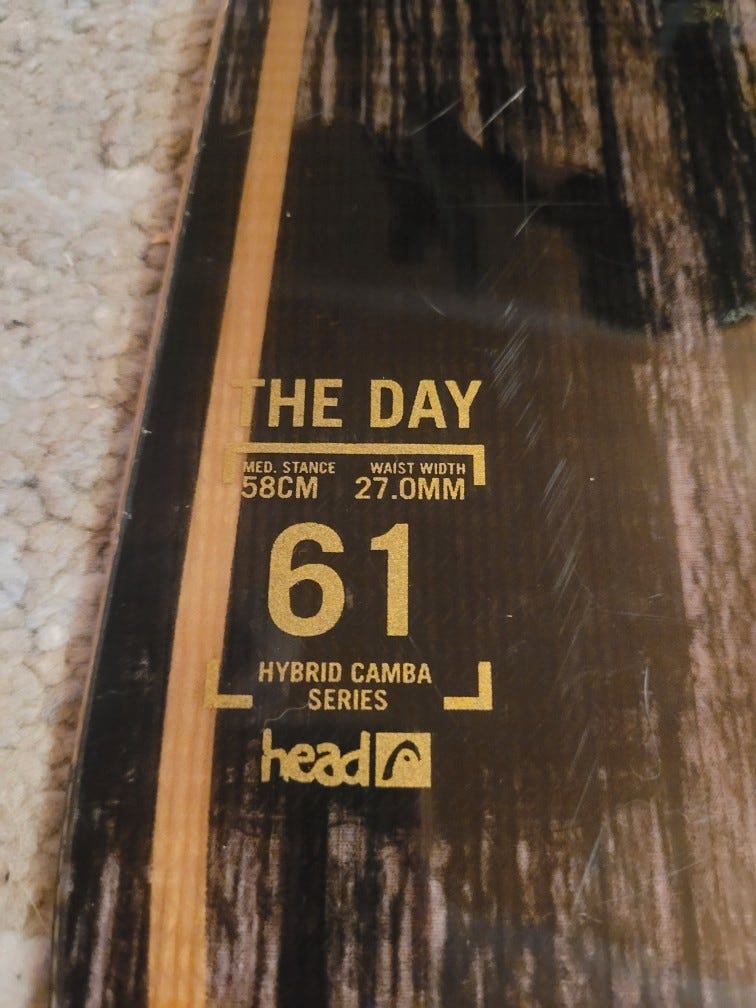 THE DAY
MED. STANCE WAIST WIDTH
58CM 27.0MM
61
HYBRID CAMBA
SERIES
head